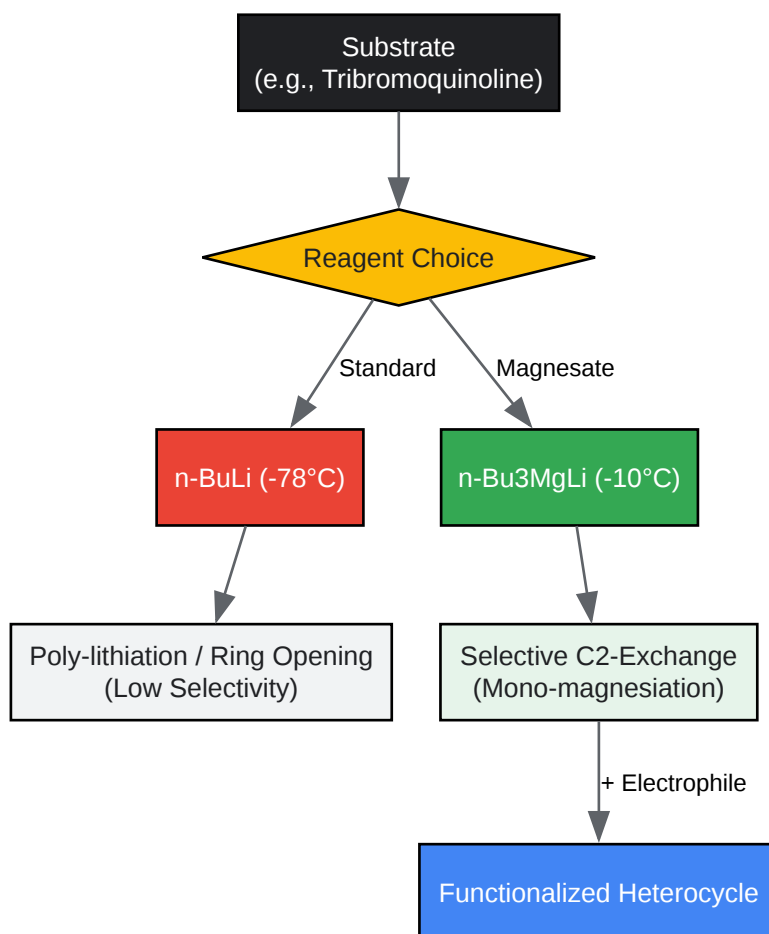 Substrate
(e.g., Tribromoquinoline)
Reagent Choice
Standard
Magnesate
n-BuLi (-78°C)
n-Bu3MgLi (-10°C)
Poly-lithiation / Ring Opening
(Low Selectivity)
Selective C2-Exchange
(Mono-magnesiation)
+ Electrophile
Functionalized Heterocycle